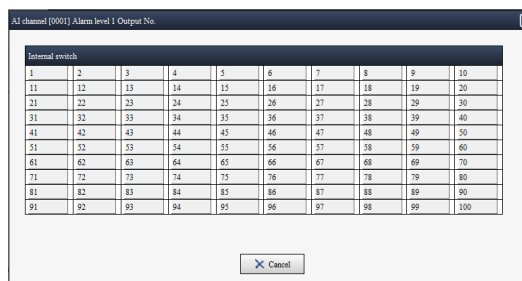 AI channel [0001] Alarm level 1 Output No.
Internal switch
1 2 3 4 5 6 7 8 9 10
11 12 13 14 15 16 17 18 19 20
21 22 23 24 25 26 27 28 29 30
31 32 33 34 35 36 37 38 39 40
41 42 43 44 45 46 47 48 49 50
51 52 53 54 55 56 57 58 59 60
61 62 63 64 65 66 67 68 69 70
71 72 73 74 75 76 77 78 79 80
81 82 83 84 85 86 87 88 89 90
91 92 93 94 95 96 97 98 99 100
Cancel